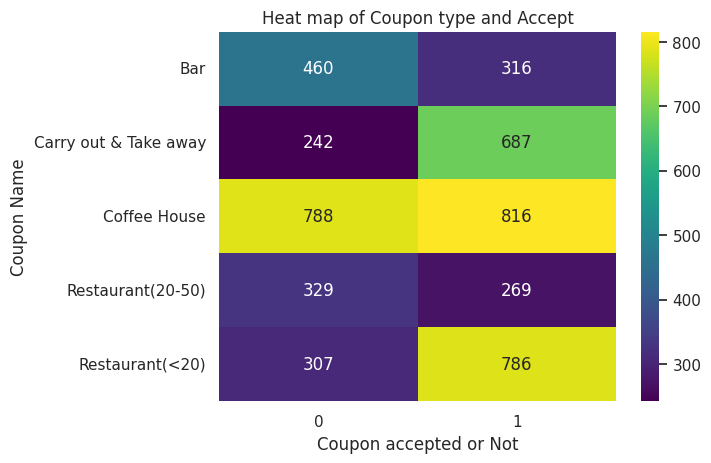 Heat map of Coupon type and Accept
Coupon Name
Bar 460 316
Carry out & Take away 242 687
Coffee House 788 816
Restaurant(20-50) 329 269
Restaurant(<20) 307 786
0 1
Coupon accepted or Not
800
700
600
500
400
300